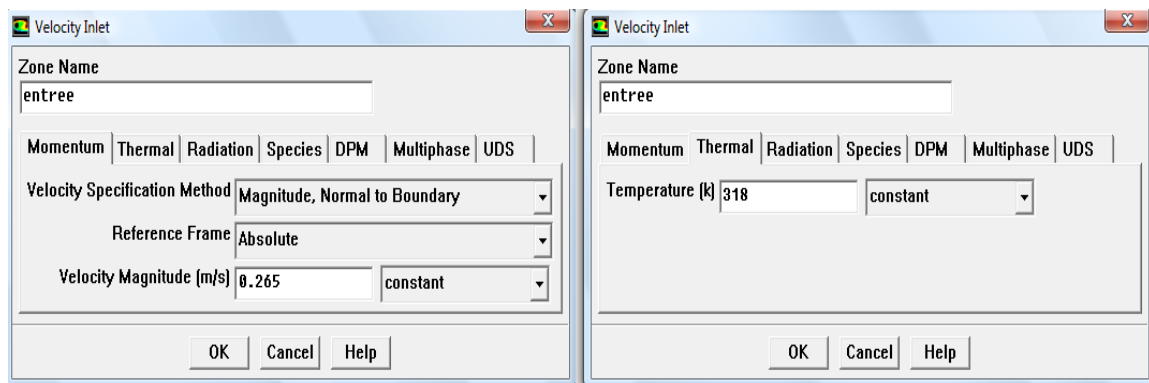 Velocity Inlet
Zone Name
entree
Momentum Thermal Radiation Species DPM Multiphase UDS
Velocity Specification Method Magnitude, Normal to Boundary
Reference Frame Absolute
Velocity Magnitude (m/s) 0.265 constant
OK Cancel Help
Velocity Inlet
Zone Name
entree
Momentum Thermal Radiation Species DPM Multiphase UDS
Temperature (k) 318 constant
OK Cancel Help